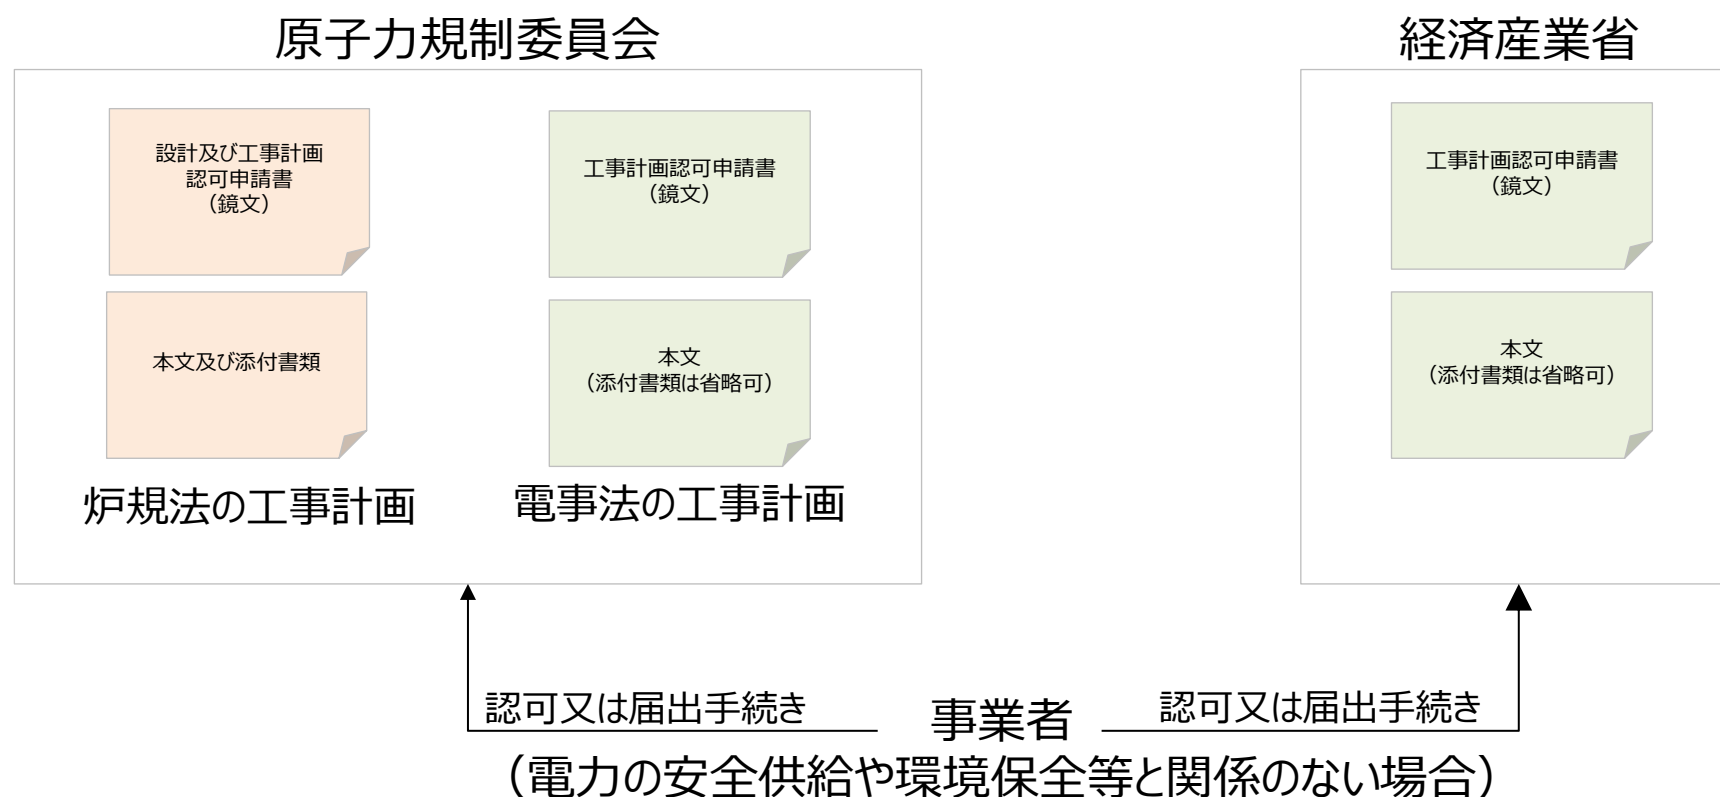 原子力規制委員会
経済産業省
設計及び工事計画
認可申請書
（鏡文）
工事計画認可申請書
（鏡文）
工事計画認可申請書
（鏡文）
本文及び添付書類
本文
（添付書類は省略可）
本文
（添付書類は省略可）
炉規法の工事計画
電事法の工事計画
認可又は届出手続き
事業者
認可又は届出手続き
（電力の安全供給や環境保全等と関係のない場合）